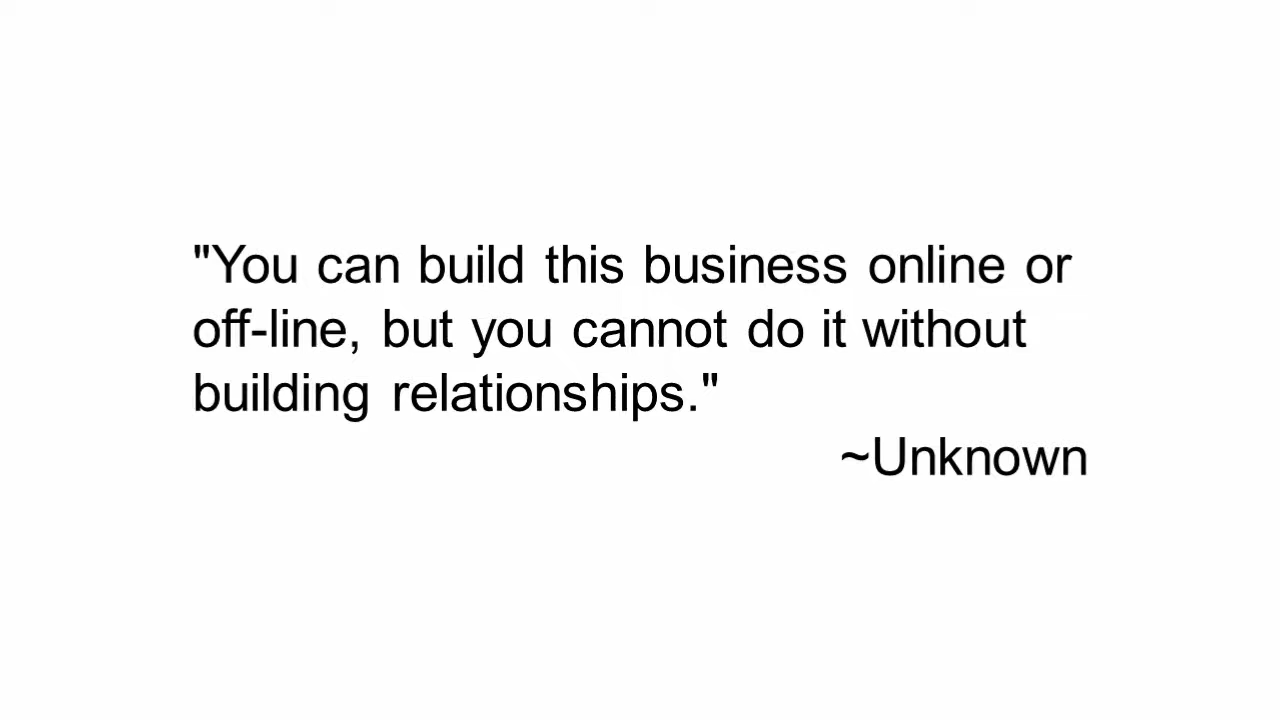 "You can build this business online or
off-line, but you cannot do it without
building relationships."
~Unknown